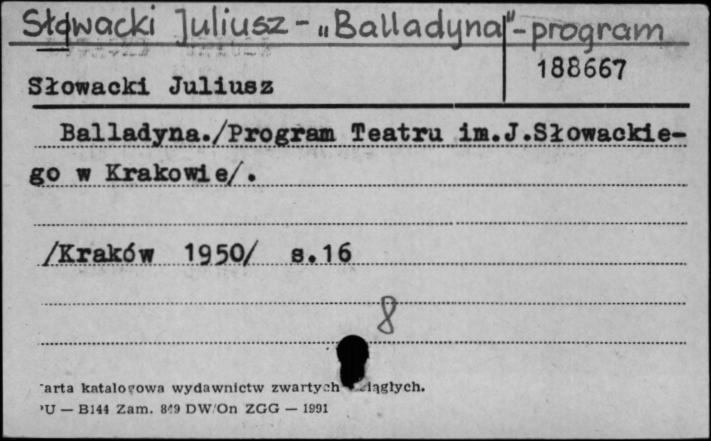 Słowacki Juliusz - „Balladyna" - program
188667
Słowacki Juliusz
Balladyna./Program Teatru im.J.Słowackie-
go w Krakowie/.
/Kraków 1950/ s.16
8
arta katalogowa wydawnictw zwartych ciągłych.
U — B144 Zam. DW/On ZGG — 1991